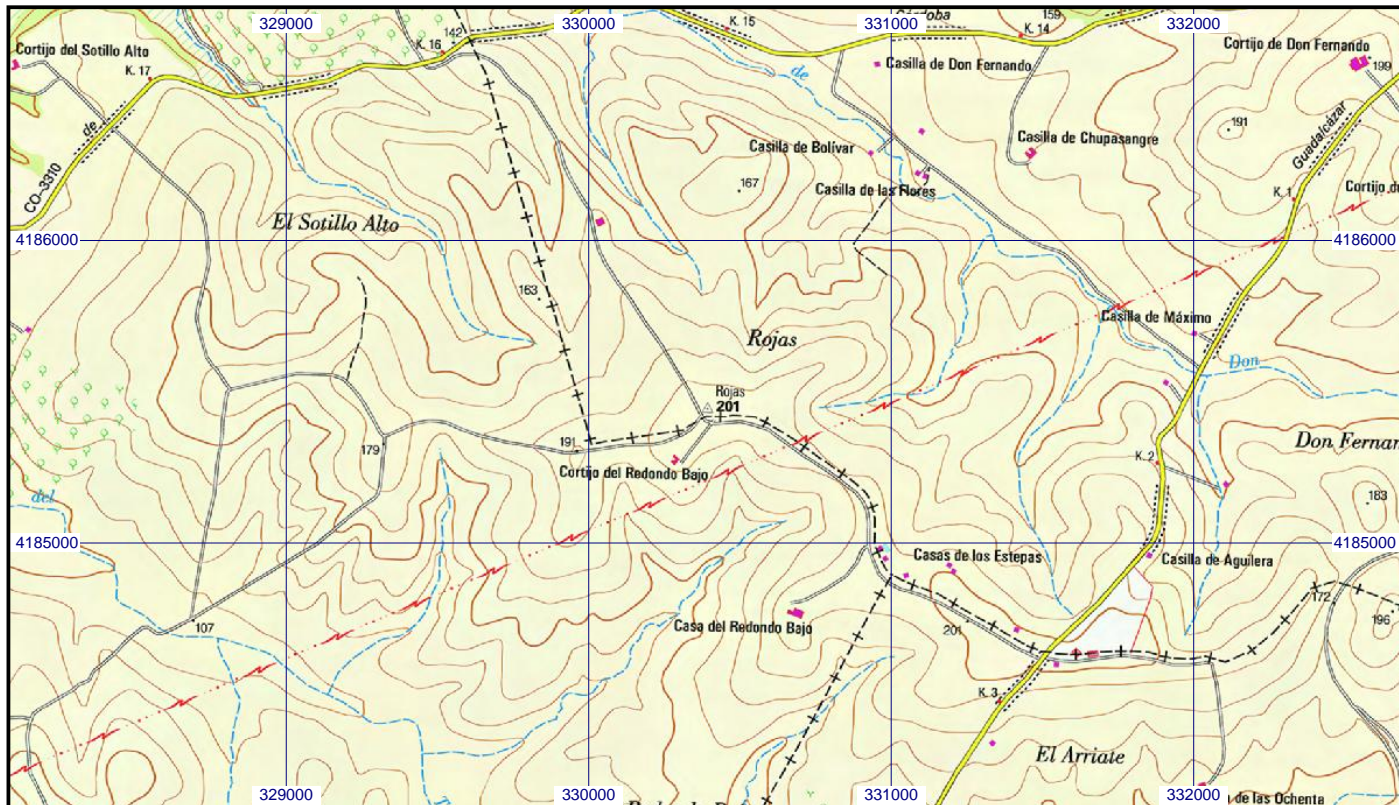 329000
330000
331000
332000
Córdoba
159
K. 15
K. 14
142
K. 16
Cortijo del Sotillo Alto
K. 17
Cortijo de Don Fernando
199
de
Casilla de Don Fernando
de
191
Guadalcázar
Casilla de Chupasangre
Casilla de Bolívar
167
Casilla de las Flores
K. 1
CO-3310
El Sotillo Alto
4186000
4186000
163
Casilla de Máximo
Rojas
Don
Rojas
201
191
179
Don Fernan
K. 2
Cortijo del Redondo Bajo
del
183
4185000
4185000
Casas de los Estepas
Casilla de Aguilera
172
107
Casa del Redondo Bajo
201
196
K. 3
El Arriate
329000
330000
331000
332000
de las Ochenta